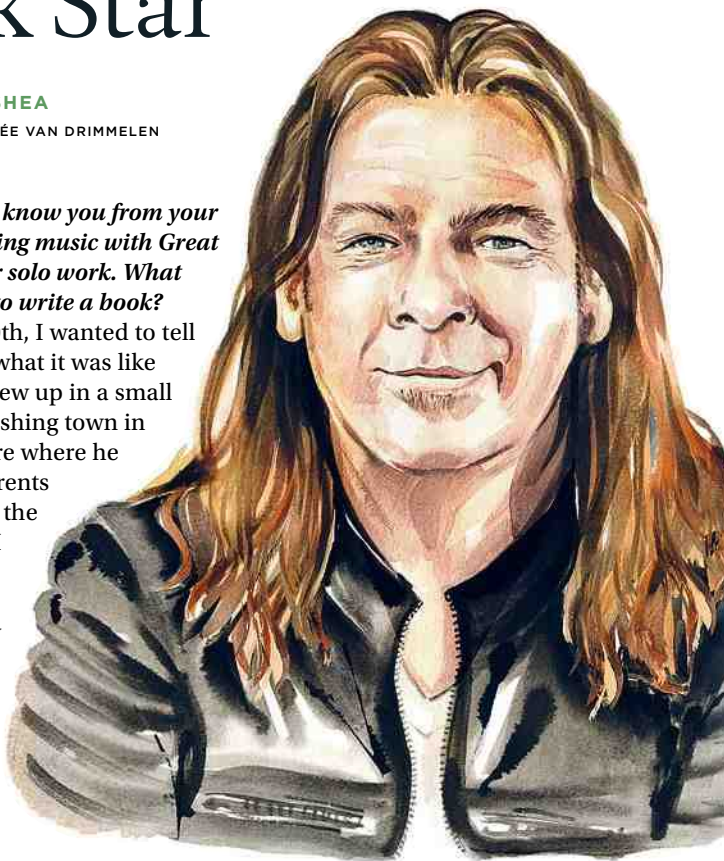 k Star
HEA
ÉE VAN DRIMMELEN
know you from your
ing music with Great
solo work. What
o write a book?
th, I wanted to tell
what it was like
ew up in a small
shing town in
re where he
rents
the